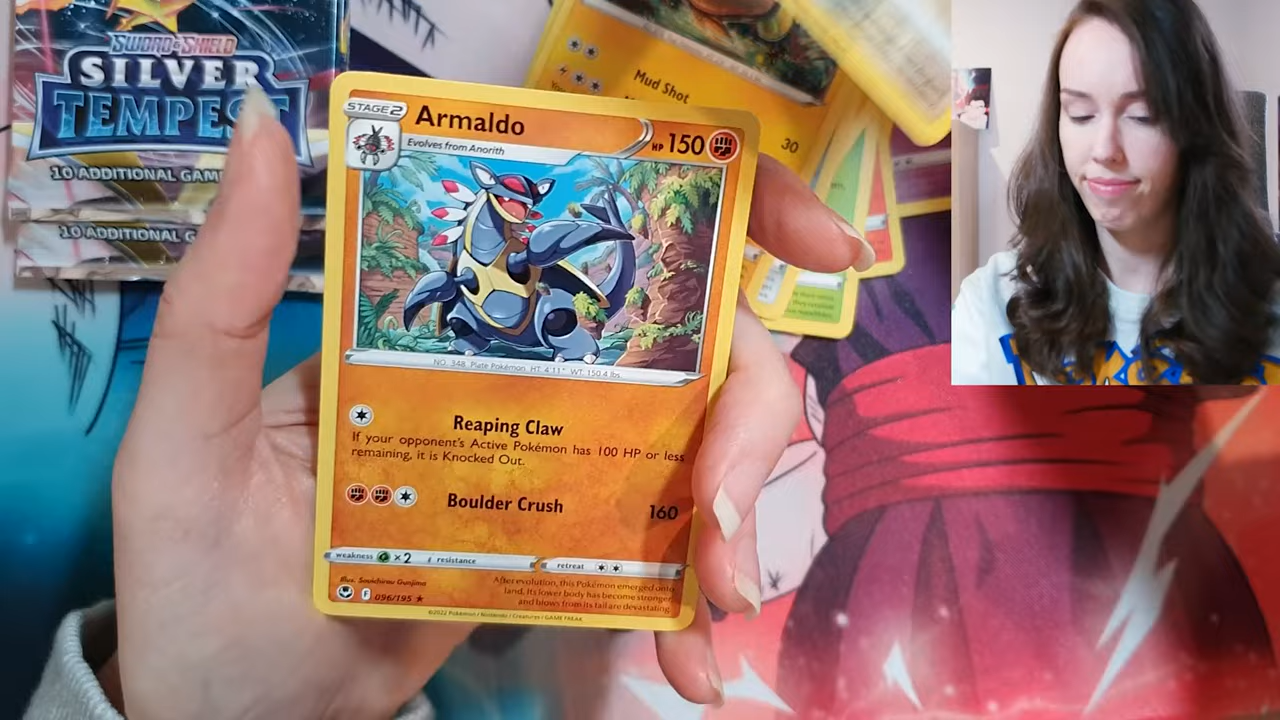 SWORD & SHIELD
SILVER
TEMPEST
10 ADDITIONAL GAM
10 ADDITIONAL G
Mud Shot
30
STAGE 2
Armaldo
HP 150
Evolves from Anorith
NO. 348 Plate Pokémon. HT: 4'11" WT: 150.4 lbs.
Reaping Claw
If your opponent's Active Pokémon has 100 HP or less
remaining, it is Knocked Out.
Boulder Crush 160
weakness ×2 resistance retreat
Illus. Souichirou Gunjima
F 096/195 ★
After evolution, this Pokémon emerged onto
land. Its lower body has become stronger,
and blows from its tail are devastating.
©2022 Pokémon / Nintendo / Creatures / GAME FREAK